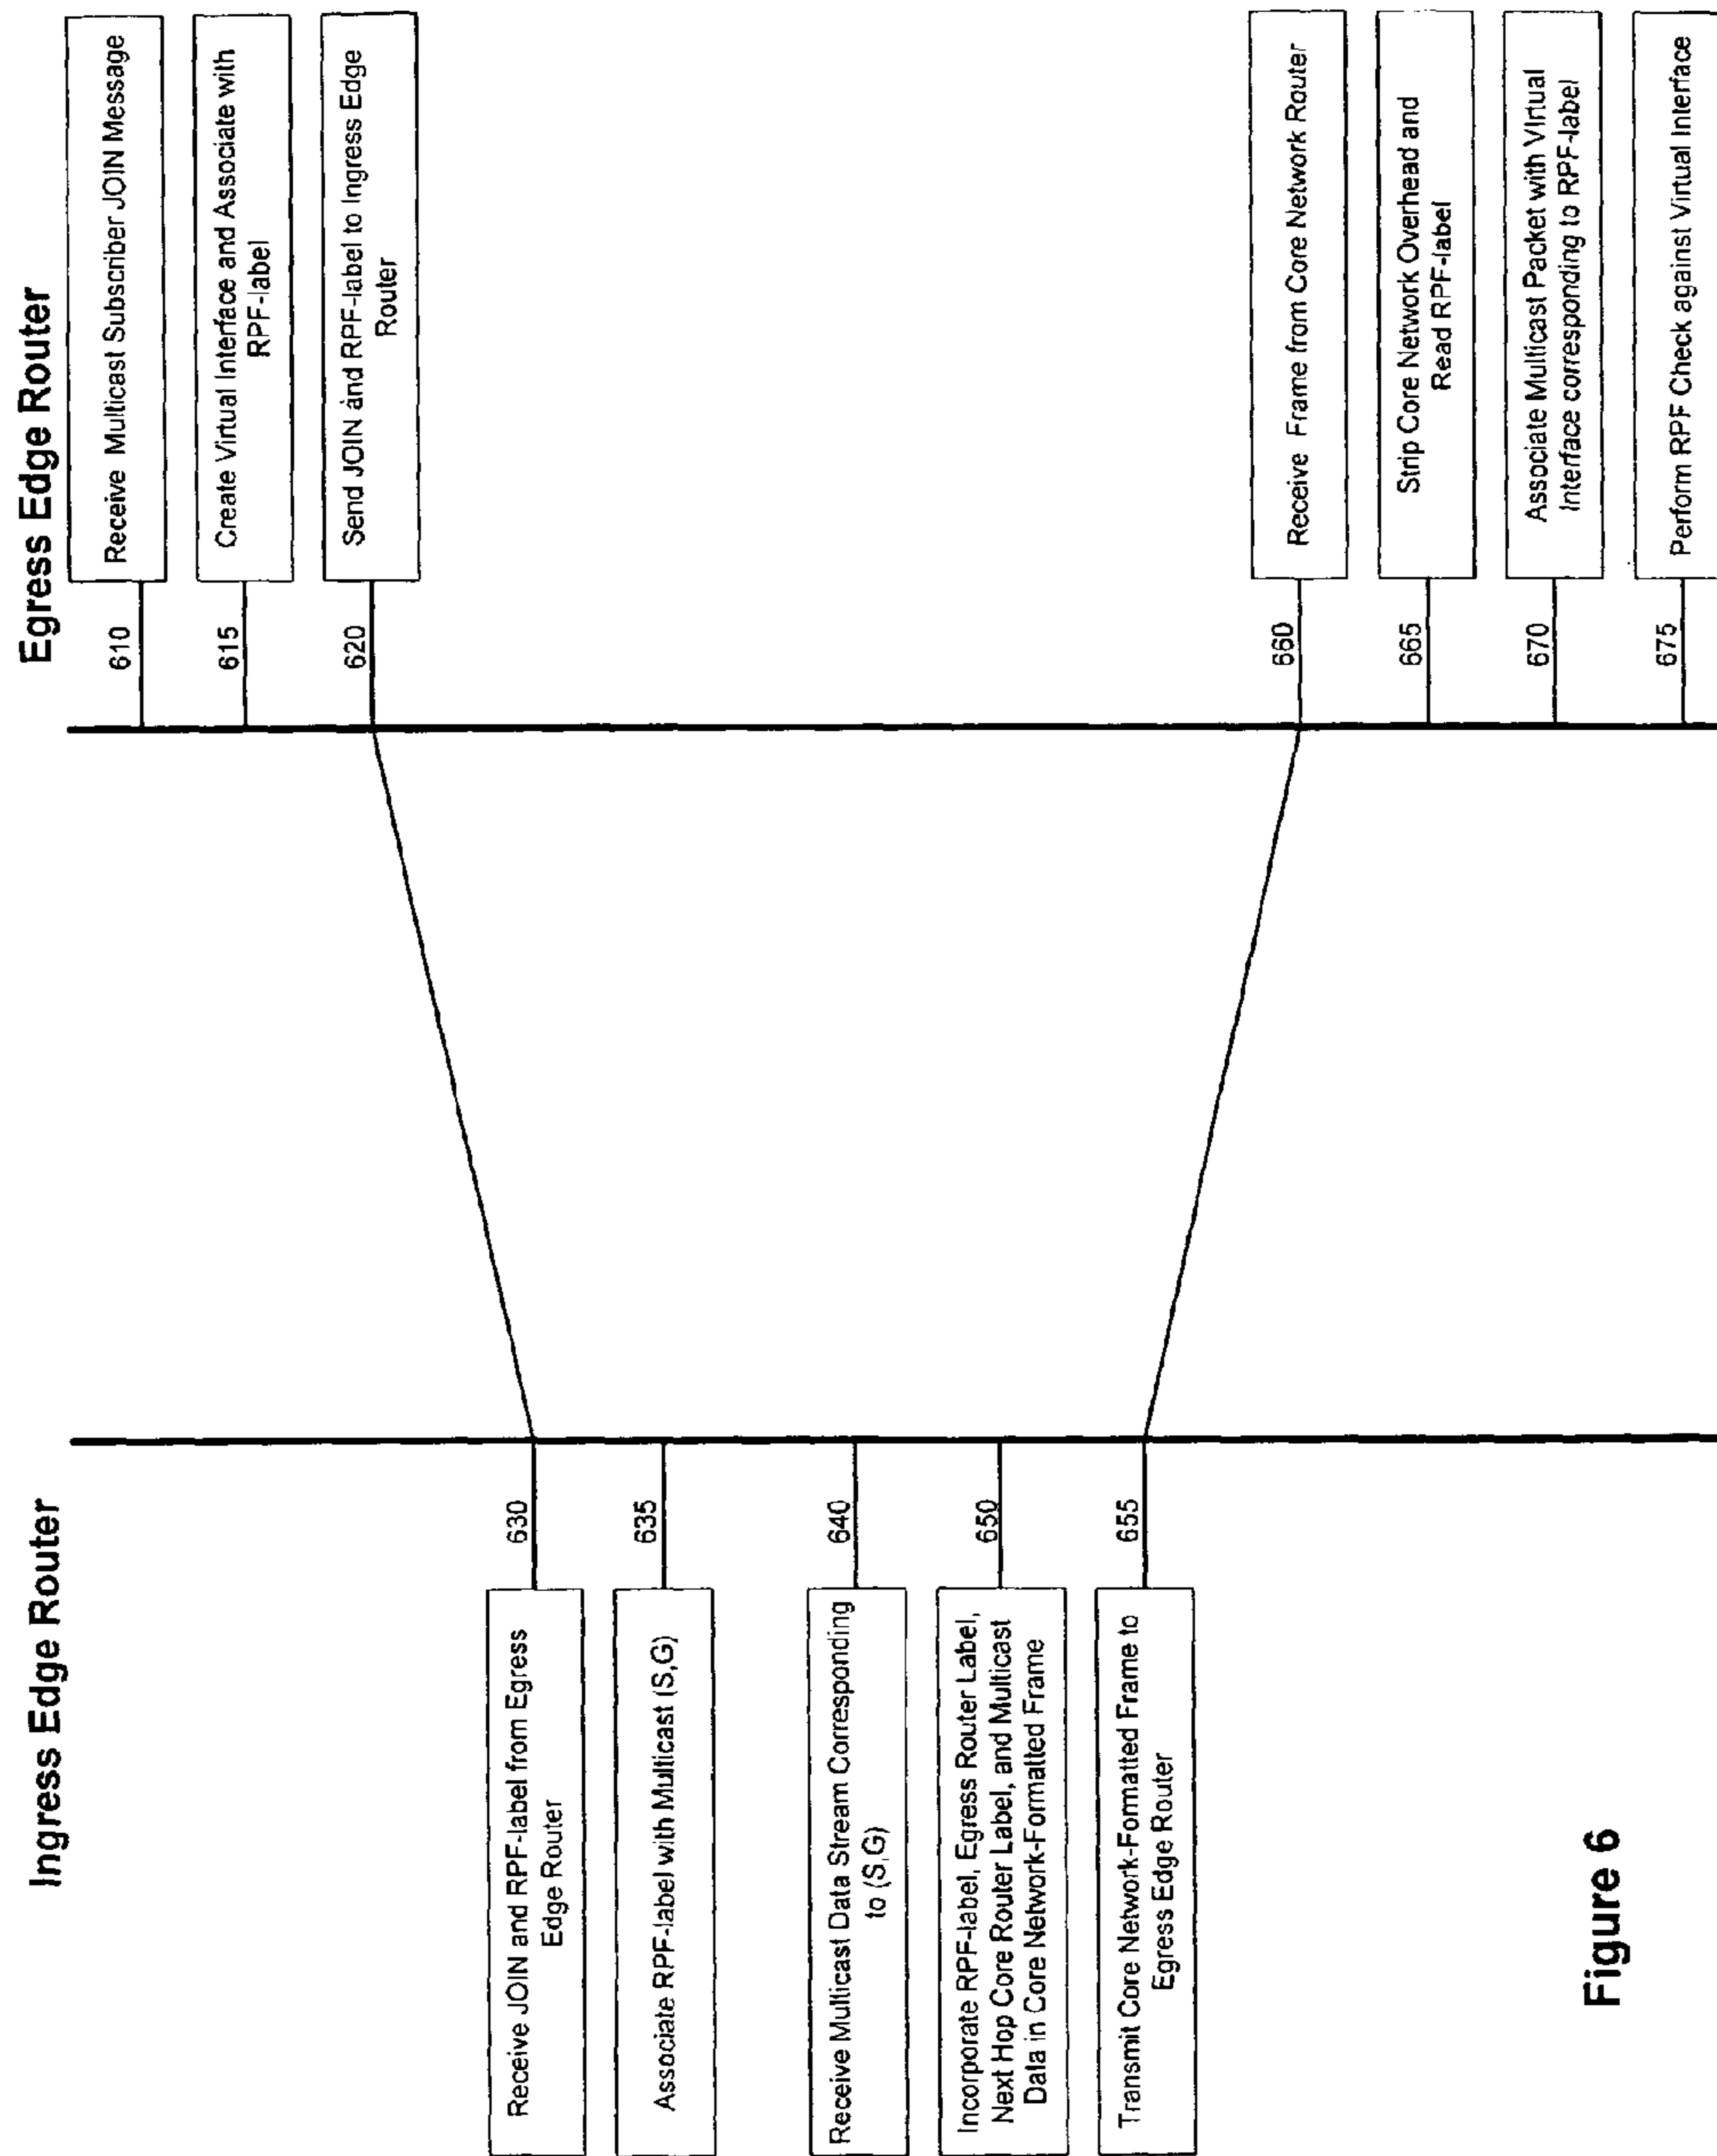 Ingress Edge Router
Egress Edge Router
610
Receive Multicast Subscriber JOIN Message
615
Create Virtual Interface and Associate with
RPF-label
620
Send JOIN and RPF-label to Ingress Edge
Router
Receive JOIN and RPF-label from Egress
Edge Router
630
Associate RPF-label with Multicast (S,G)
635
Receive Multicast Data Stream Corresponding
to (S,G)
640
Incorporate RPF-label, Egress Router Label,
Next Hop Core Router Label, and Multicast
Data in Core Network-Formatted Frame
650
Transmit Core Network-Formatted Frame to
Egress Edge Router
655
660
Receive Frame from Core Network Router
665
Strip Core Network Overhead and
Read RPF-label
670
Associate Multicast Packet with Virtual
Interface corresponding to RPF-label
675
Perform RPF Check against Virtual Interface
Figure 6